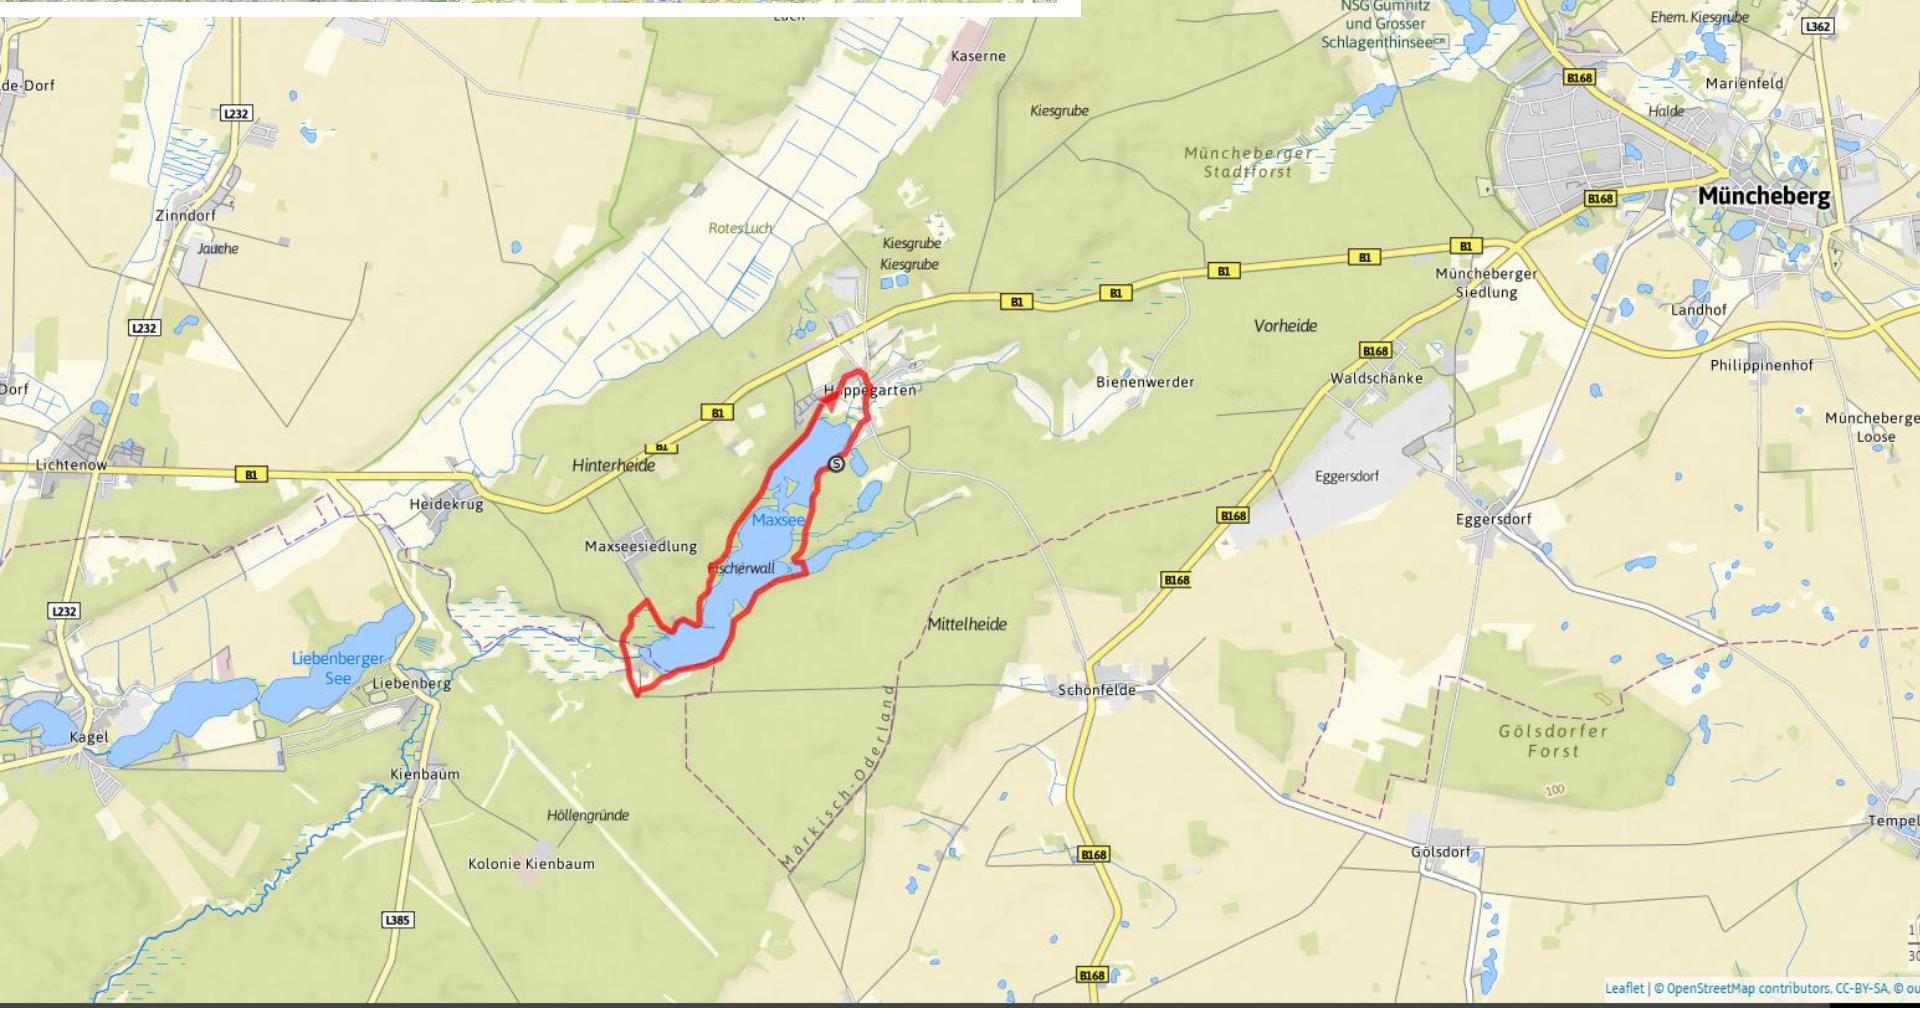 Kaserne
NSG Gumnitz
und Grosser
Schlagenthinsee
Ehem. Kiesgrube
L362
de-Dorf
L232
Kiesgrube
B168
Marienfeld
Halde
Müncheberger
Stadtforst
Müncheberg
B168
Zinndorf
Jauche
Rotes Luch
Kiesgrube
Kiesgrube
B1
B1
B1
B1
B1
Müncheberger
Siedlung
Landhof
L232
Vorheide
B168
Waldschänke
Philippinenhof
Dorf
Hoppegarten
Bienenwerder
B1
B1
Müncheberge
Loose
Lichtenow
B1
Hinterheide
S
Eggersdorf
Heidekrug
Maxsee
B168
Eggersdorf
Maxseesiedlung
Fischerwall
B168
L232
Mittelheide
Liebenberger
See
Liebenberg
Schönfelde
Kagel
Märkisch-Oderland
Gölsdorfer
Forst
Kienbaum
100
Höllengründe
Tempel
Kolonie Kienbaum
B168
Gölsdorf
L385
B168
Leaflet | © OpenStreetMap contributors, CC-BY-SA, © ou